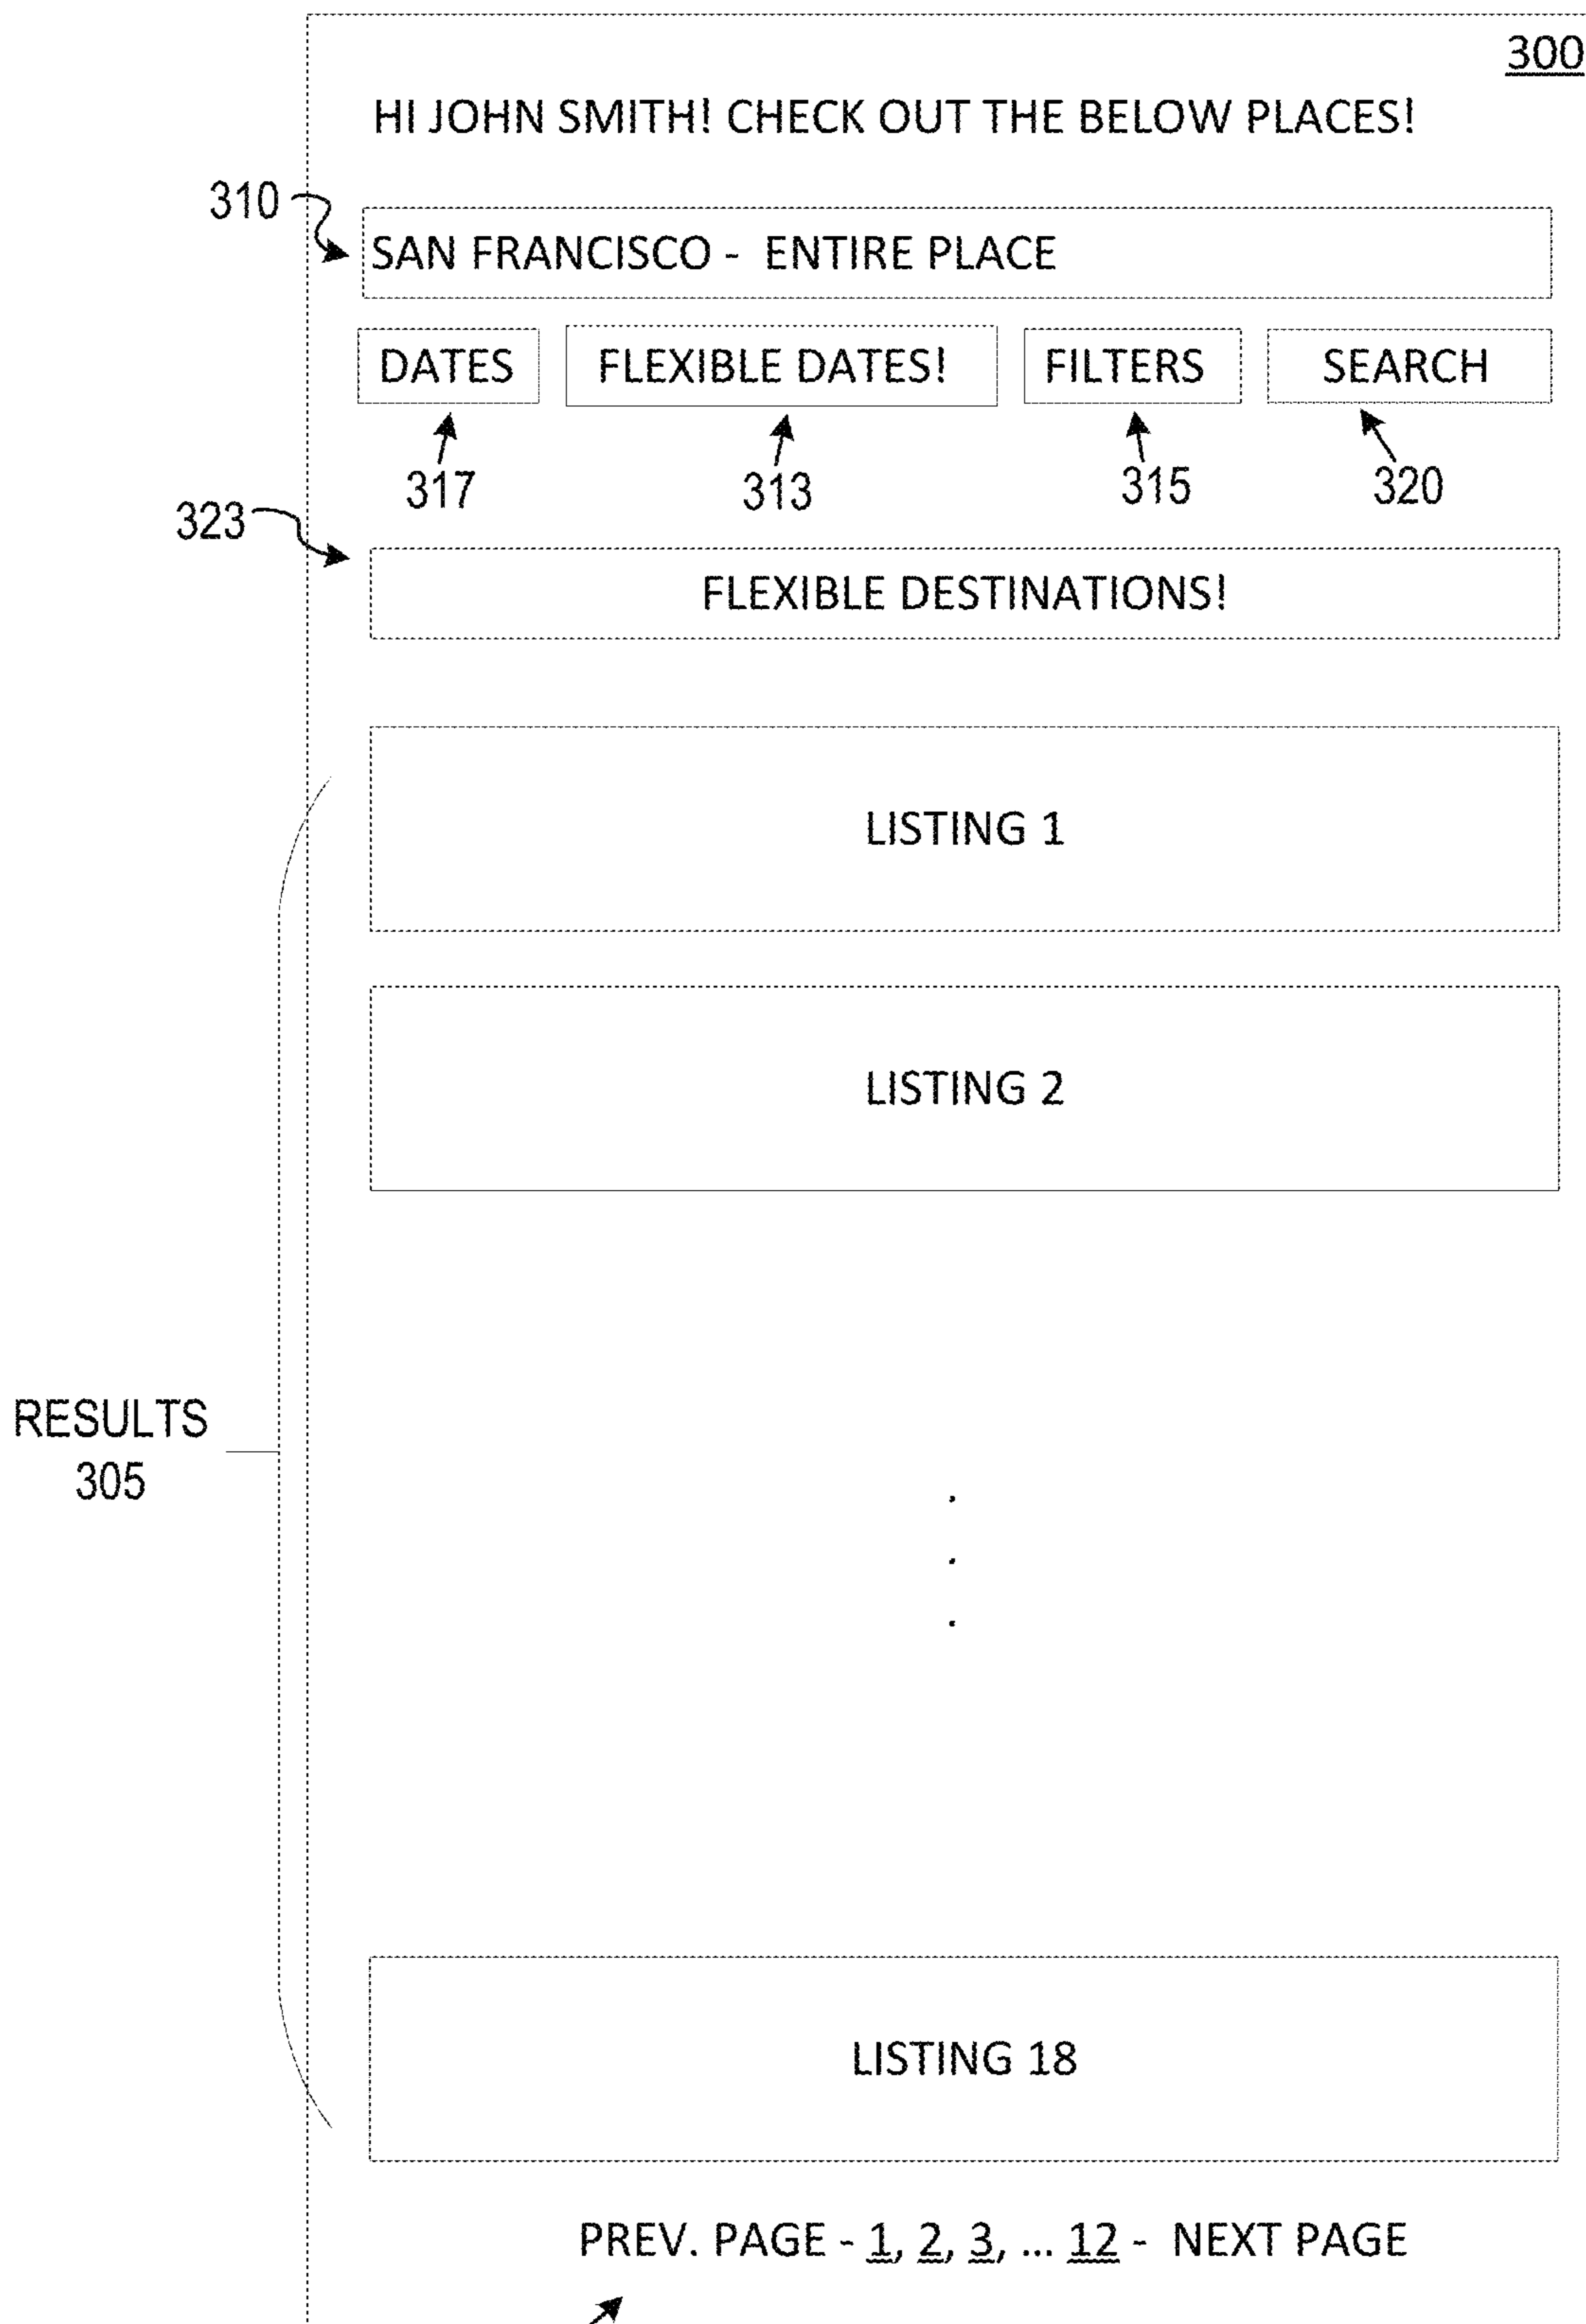 300
HI JOHN SMITH! CHECK OUT THE BELOW PLACES!
310
SAN FRANCISCO - ENTIRE PLACE
DATES FLEXIBLE DATES! FILTERS SEARCH
317 313 315 320
323
FLEXIBLE DESTINATIONS!
LISTING 1
LISTING 2
RESULTS
305
.
.
.
LISTING 18
PREV. PAGE - 1, 2, 3, ... 12 - NEXT PAGE